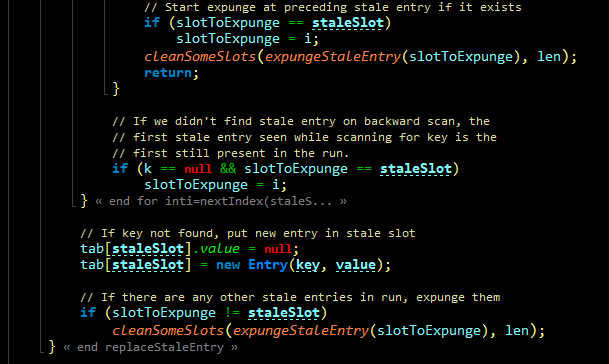 // Start expunge at preceding stale entry if it exists
if (slotToExpunge == staleSlot)
slotToExpunge = i;
cleanSomeSlots(expungeStaleEntry(slotToExpunge), len);
return;
}
// If we didn't find stale entry on backward scan, the
// first stale entry seen while scanning for key is the
// first still present in the run.
if (k == null && slotToExpunge == staleSlot)
slotToExpunge = i;
} « end for inti=nextIndex(staleS... »
// If key not found, put new entry in stale slot
tab[staleSlot].value = null;
tab[staleSlot] = new Entry(key, value);
// If there are any other stale entries in run, expunge them
if (slotToExpunge != staleSlot)
cleanSomeSlots(expungeStaleEntry(slotToExpunge), len);
} « end replaceStaleEntry »